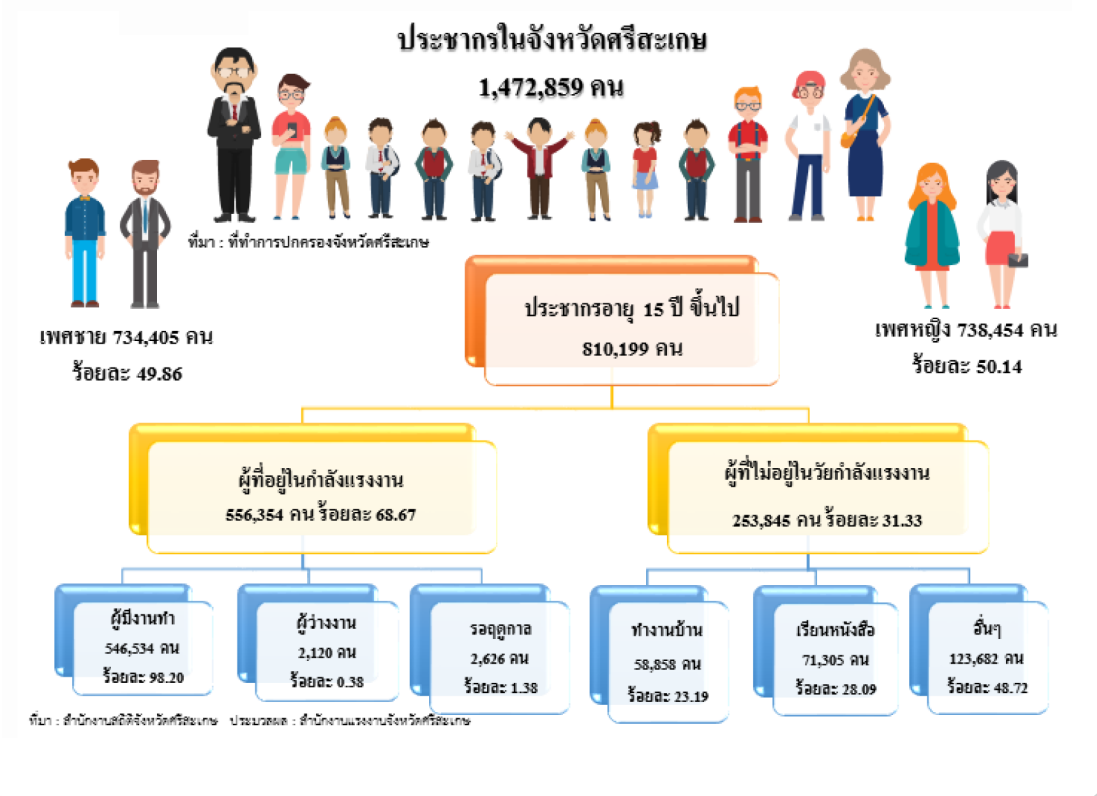 ประชากรในจังหวัดศรีสะเกษ
1,472,859 คน
ที่มา : ที่ทำการปกครองจังหวัดศรีสะเกษ
เพศชาย 734,405 คน
ร้อยละ 49.86
เพศหญิง 738,454 คน
ร้อยละ 50.14
ประชากรอายุ 15 ปี ขึ้นไป
810,199 คน
ผู้ที่อยู่ในกำลังแรงงาน
556,354 คน ร้อยละ 68.67
ผู้ที่ไม่อยู่ในวัยกำลังแรงงาน
253,845 คน ร้อยละ 31.33
ผู้มีงานทำ
546,534 คน
ร้อยละ 98.20
ผู้ว่างงาน
2,120 คน
ร้อยละ 0.38
รอฤดูกาล
2,626 คน
ร้อยละ 1.38
ทำงานบ้าน
58,858 คน
ร้อยละ 23.19
เรียนหนังสือ
71,305 คน
ร้อยละ 28.09
อื่นๆ
123,682 คน
ร้อยละ 48.72
ที่มา : สำนักงานสถิติจังหวัดศรีสะเกษ ประมวลผล : สำนักงานแรงงานจังหวัดศรีสะเกษ